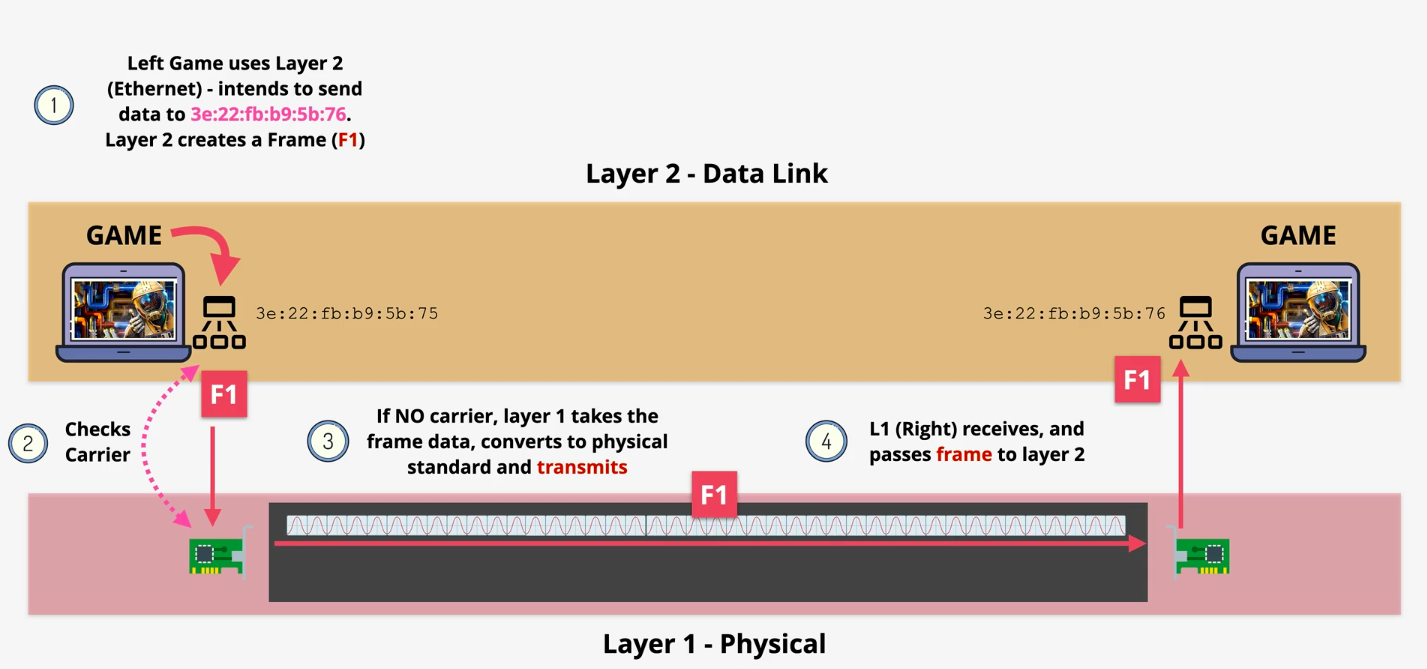 1
Left Game uses Layer 2
(Ethernet) - intends to send
data to 3e:22:fb:b9:5b:76.
Layer 2 creates a Frame (F1)
Layer 2 - Data Link
GAME
GAME
3e:22:fb:b9:5b:75
3e:22:fb:b9:5b:76
F1
F1
2
Checks
Carrier
3
If NO carrier, layer 1 takes the
frame data, converts to physical
standard and transmits
4
L1 (Right) receives, and
passes frame to layer 2
F1
Layer 1 - Physical